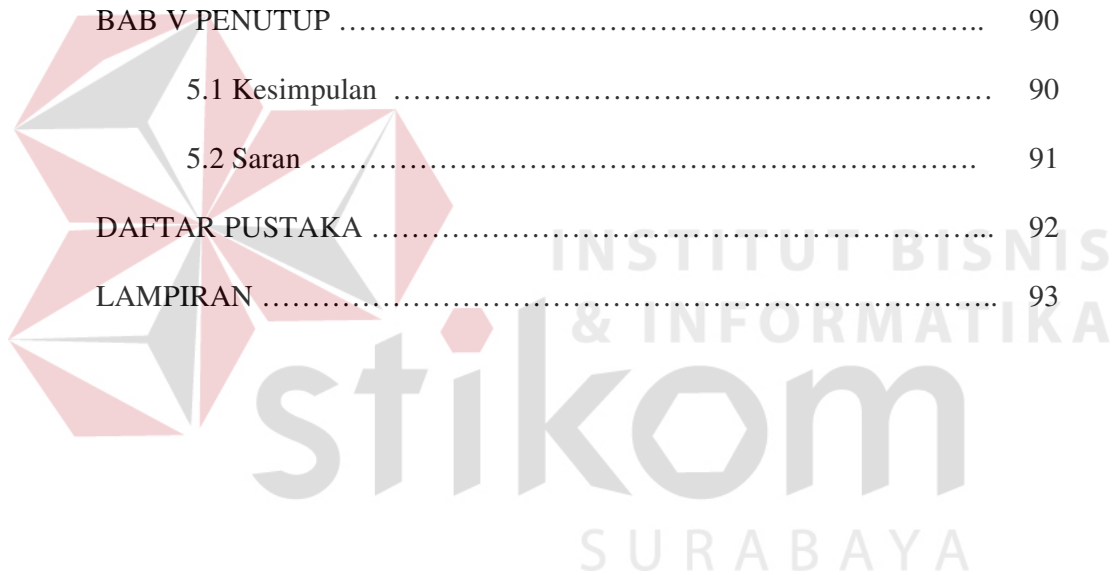 BAB V PENUTUP ………………………………………………………….. 90
5.1 Kesimpulan …………………………………………………… 90
5.2 Saran …………………………………………………………. 91
DAFTAR PUSTAKA …………………………………………………….. 92
INSTITUT BISNIS
LAMPIRAN ……………………………………………………………….. 93
& INFORMATIKA
stikom
SURABAYA